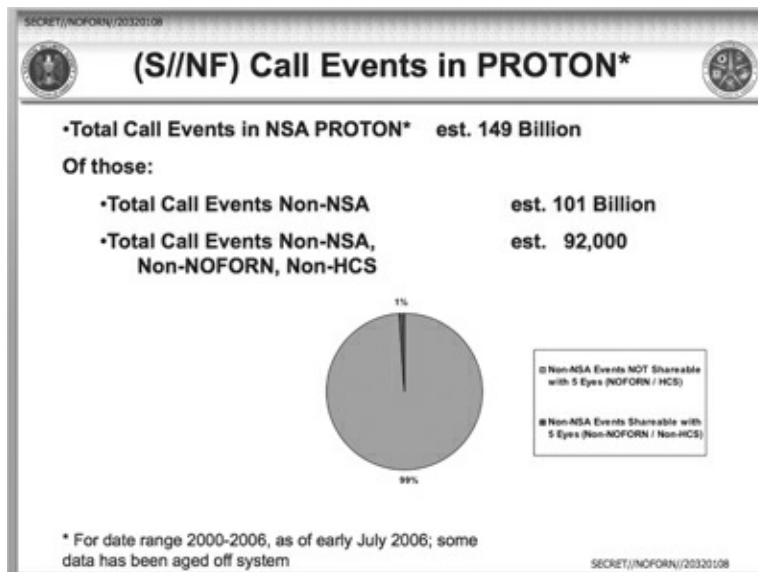 SECRET//NOFORN//20320108
(S//NF) Call Events in PROTON*
•Total Call Events in NSA PROTON* est. 149 Billion
Of those:
•Total Call Events Non-NSA est. 101 Billion
•Total Call Events Non-NSA, est. 92,000
Non-NOFORN, Non-HCS
1%
Non-NSA Events NOT Shareable
with 5 Eyes (NOFORN / HCS)
Non-NSA Events Shareable with
5 Eyes (Non-NOFORN / Non-HCS)
99%
* For date range 2000-2006, as of early July 2006; some
data has been aged off system
SECRET//NOFORN//20320108